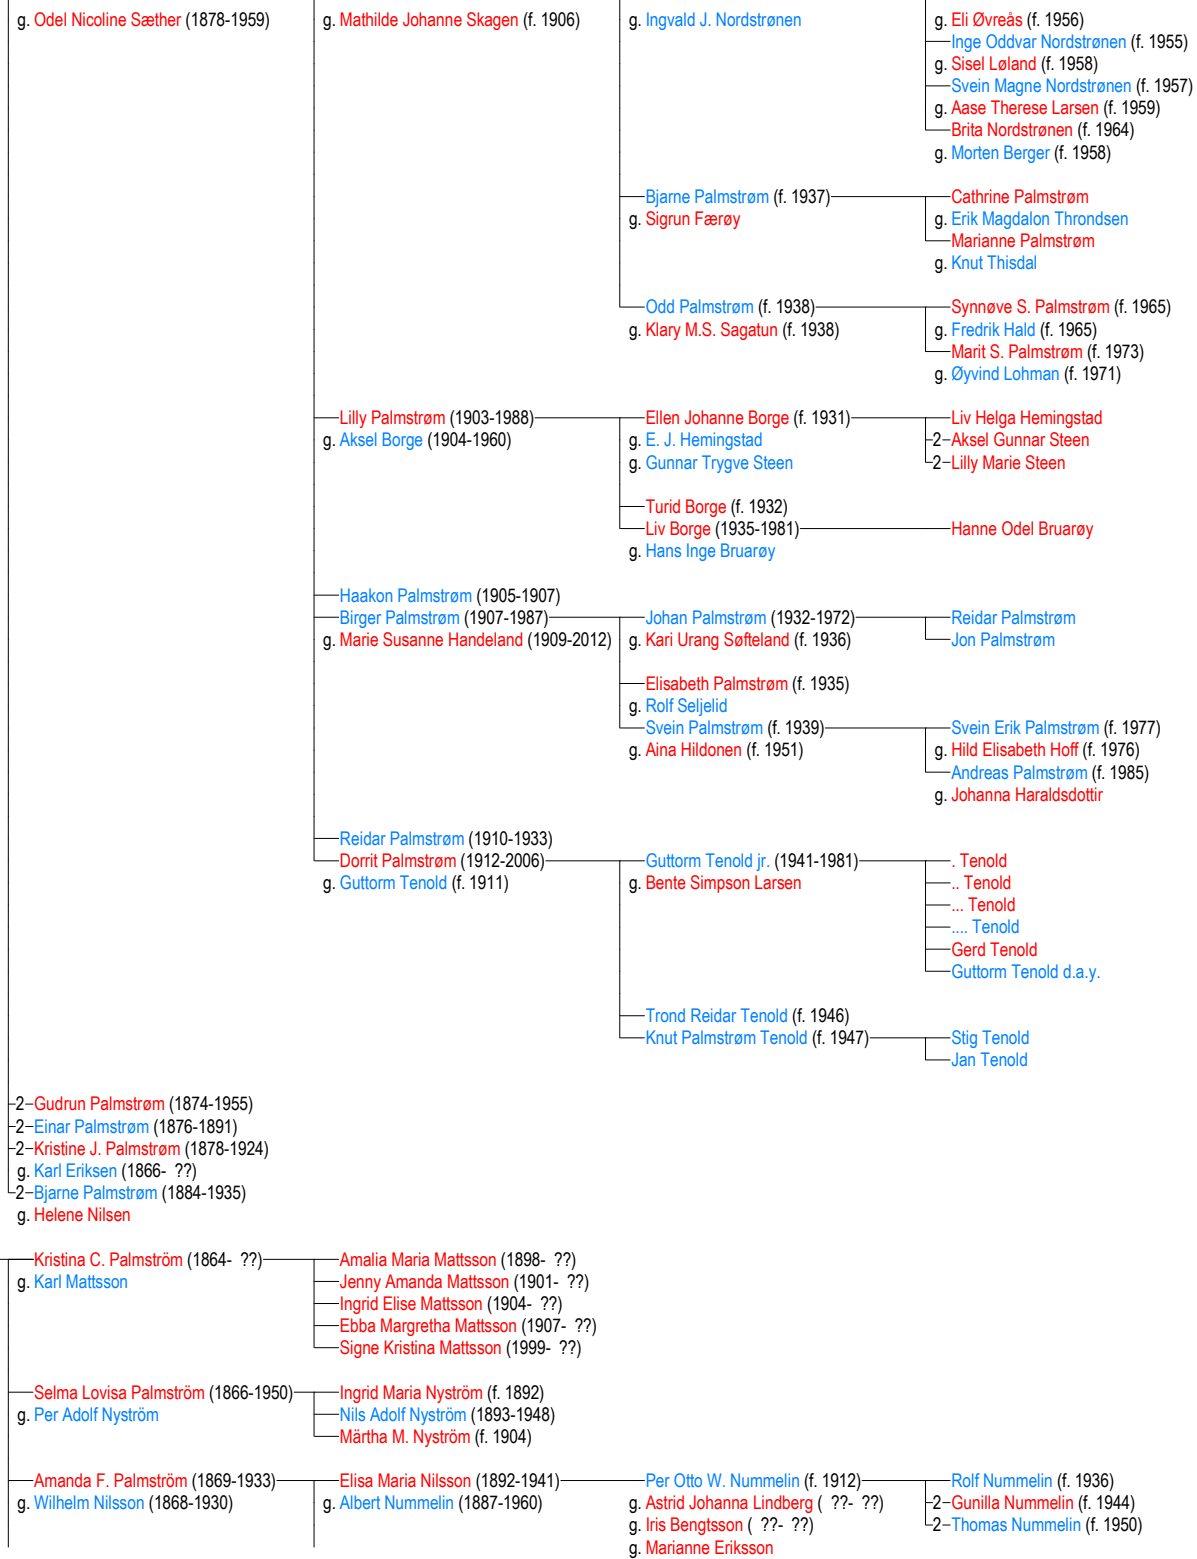 g. Odel Nicoline Sæther (1878-1959)
g. Mathilde Johanne Skagen (f. 1906)
g. Ingvald J. Nordstrønen
g. Eli Øvreås (f. 1956)
Inge Oddvar Nordstrønen (f. 1955)
g. Sisel Løland (f. 1958)
Svein Magne Nordstrønen (f. 1957)
g. Aase Therese Larsen (f. 1959)
Brita Nordstrønen (f. 1964)
g. Morten Berger (f. 1958)
Bjarne Palmstrøm (f. 1937)
Cathrine Palmstrøm
g. Sigrun Færøy
g. Erik Magdalon Throndsen
Marianne Palmstrøm
g. Knut Thisdal
Odd Palmstrøm (f. 1938)
Synnøve S. Palmstrøm (f. 1965)
g. Klary M.S. Sagatun (f. 1938)
g. Fredrik Hald (f. 1965)
Marit S. Palmstrøm (f. 1973)
g. Øyvind Lohman (f. 1971)
Lilly Palmstrøm (1903-1988)
Ellen Johanne Borge (f. 1931)
Liv Helga Hemingstad
g. Aksel Borge (1904-1960)
g. E. J. Hemingstad
2 Aksel Gunnar Steen
g. Gunnar Trygve Steen
2 Lilly Marie Steen
Turid Borge (f. 1932)
Liv Borge (1935-1981)
Hanne Odel Bruarøy
g. Hans Inge Bruarøy
Haakon Palmstrøm (1905-1907)
Birger Palmstrøm (1907-1987)
Johan Palmstrøm (1932-1972)
Reidar Palmstrøm
g. Marie Susanne Handeland (1909-2012)
g. Kari Urang Søfteland (f. 1936)
Jon Palmstrøm
Elisabeth Palmstrøm (f. 1935)
g. Rolf Seljelid
Svein Palmstrøm (f. 1939)
Svein Erik Palmstrøm (f. 1977)
g. Aina Hildonen (f. 1951)
g. Hild Elisabeth Hoff (f. 1976)
Andreas Palmstrøm (f. 1985)
g. Johanna Haraldsdottir
Reidar Palmstrøm (1910-1933)
Dorrit Palmstrøm (1912-2006)
Guttorm Tenold jr. (1941-1981)
. Tenold
g. Guttorm Tenold (f. 1911)
g. Bente Simpson Larsen
.. Tenold
... Tenold
.... Tenold
Gerd Tenold
Guttorm Tenold d.a.y.
Trond Reidar Tenold (f. 1946)
Knut Palmstrøm Tenold (f. 1947)
Stig Tenold
Jan Tenold
2 Gudrun Palmstrøm (1874-1955)
2 Einar Palmstrøm (1876-1891)
2 Kristine J. Palmstrøm (1878-1924)
g. Karl Eriksen (1866- ??)
2 Bjarne Palmstrøm (1884-1935)
g. Helene Nilsen
Kristina C. Palmström (1864- ??)
Amalia Maria Mattsson (1898- ??)
g. Karl Mattsson
Jenny Amanda Mattsson (1901- ??)
Ingrid Elise Mattsson (1904- ??)
Ebba Margretha Mattsson (1907- ??)
Signe Kristina Mattsson (1999- ??)
Selma Lovisa Palmström (1866-1950)
Ingrid Maria Nyström (f. 1892)
g. Per Adolf Nyström
Nils Adolf Nyström (1893-1948)
Märtha M. Nyström (f. 1904)
Amanda F. Palmström (1869-1933)
Elisa Maria Nilsson (1892-1941)
Per Otto W. Nummelin (f. 1912)
Rolf Nummelin (f. 1936)
g. Wilhelm Nilsson (1868-1930)
g. Albert Nummelin (1887-1960)
g. Astrid Johanna Lindberg ( ??- ??)
2 Gunilla Nummelin (f. 1944)
g. Iris Bengtsson ( ??- ??)
2 Thomas Nummelin (f. 1950)
g. Marianne Eriksson